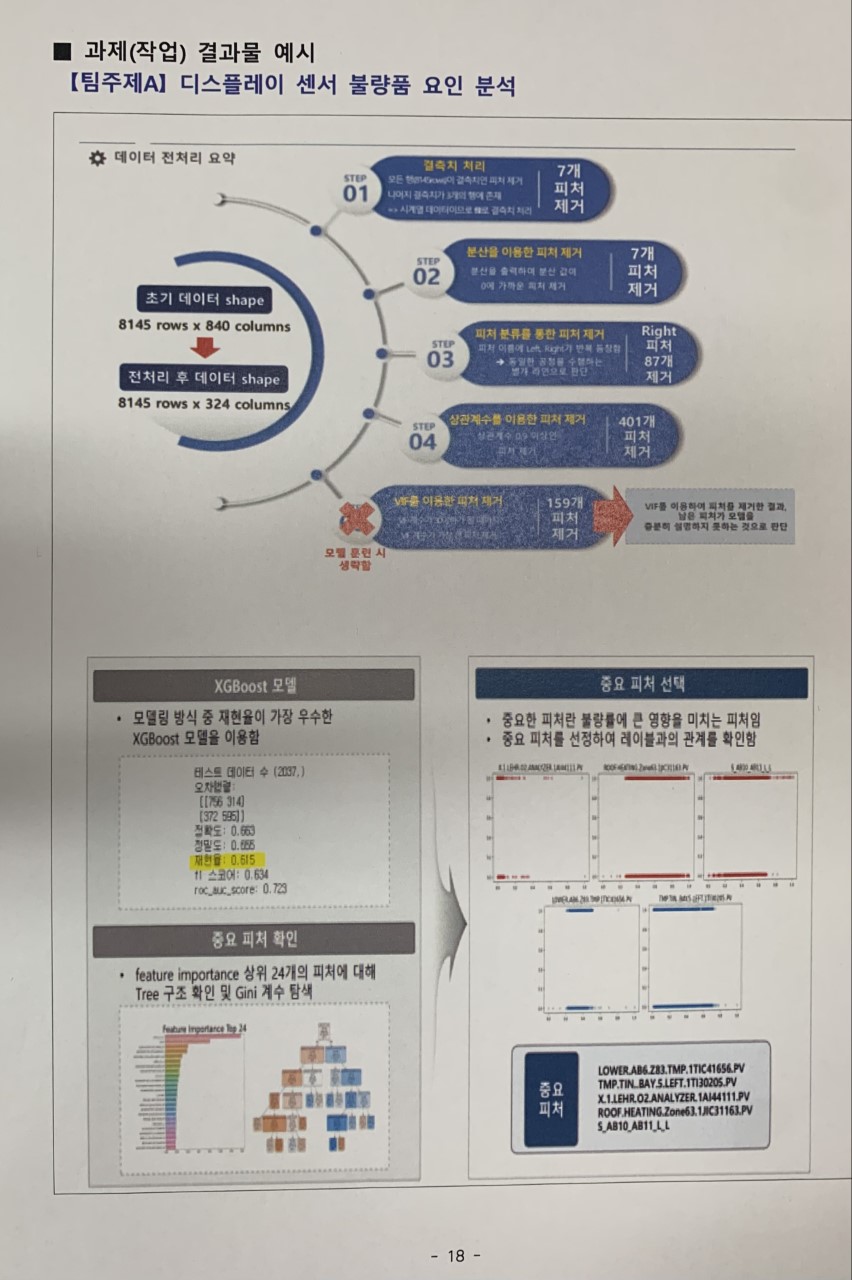 ■ 과제(작업) 결과물 예시
【팀주제A】 디스플레이 센서 불량품 요인 분석
데이터 전처리 요약
초기 데이터 shape
8145 rows x 840 columns
전처리 후 데이터 shape
8145 rows x 324 columns
STEP
01
결측치 처리
모든 행(8145rows)이 결측치인 피처 제거
나머지 결측치가 3개의 행에 존재
=> 시계열 데이터이므로 결측치 처리
7개
피처
제거
STEP
02
분산을 이용한 피처 제거
분산을 출력하여 분산 값이
0에 가까운 피처 제거
7개
피처
제거
STEP
03
피처 분류를 통한 피처 제거
피처 이름에 Left, Right가 반복 등장함
➔ 동일한 공정을 수행하는
별개 라인으로 판단
Right
피처
87개
제거
STEP
04
상관계수를 이용한 피처 제거
상관계수 0.9 이상인
피처 제거
401개
피처
제거
VIF를 이용한 피처 제거
VIF 계수가 가장 큰 피처 제거
159개
피처
제거
모델 훈련 시
생략함
VIF를 이용하여 피처를 제거한 결과,
남은 피처가 모델을
충분히 설명하지 못하는 것으로 판단
XGBoost 모델
• 모델링 방식 중 재현율이 가장 우수한
XGBoost 모델을 이용함
테스트 데이터 수 (2037,)
오차행렬:
[[756 314]
[372 595]]
정확도: 0.663
정밀도: 0.655
재현율: 0.615
f1 스코어: 0.634
roc_auc_score: 0.723
중요 피처 확인
• feature importance 상위 24개의 피처에 대해
Tree 구조 확인 및 Gini 계수 탐색
Feature Importance Top 24
중요 피처 선택
• 중요한 피처란 불량률에 큰 영향을 미치는 피처임
• 중요 피처를 선정하여 레이블과의 관계를 확인함
X.1.LEHR.O2.ANALYZER.1AI44111.PV
ROOF.HEATING.Zone63.1JIC31163.PV
S_AB10_AB11_L_L
LOWER.AB6.Z83.TMP.1TIC41656.PV
TMP.TIN..BAY.5.LEFT.1TI30205.PV
중요
피처
LOWER.AB6.Z83.TMP.1TIC41656.PV
TMP.TIN..BAY.5.LEFT.1TI30205.PV
X.1.LEHR.O2.ANALYZER.1AI44111.PV
ROOF.HEATING.Zone63.1JIC31163.PV
S_AB10_AB11_L_L
- 18 -